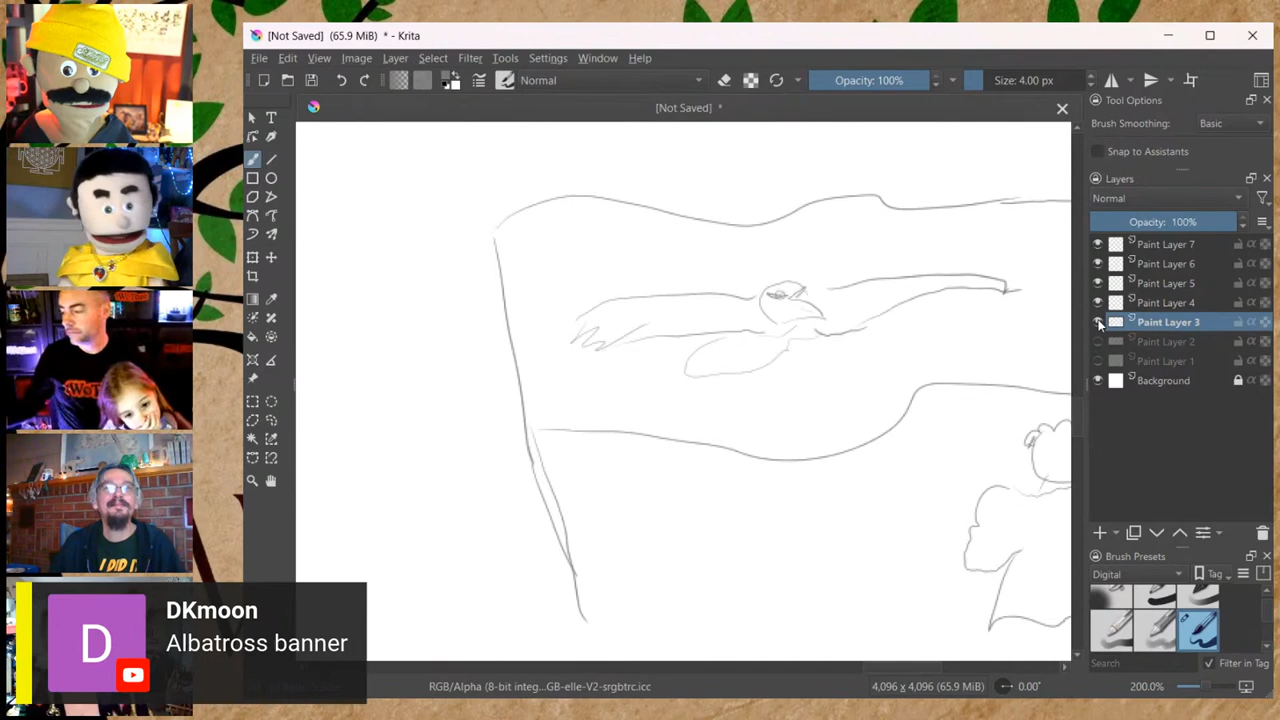 [Not Saved] (65.9 MiB) * - Krita
File Edit View Image Layer Select Filter Tools Settings Window Help
Normal
Opacity: 100%
Size: 4.00 px
[Not Saved] *
Tool Options
Brush Smoothing: Basic
Snap to Assistants
Layers
Normal
Opacity: 100%
Paint Layer 7
Paint Layer 6
Paint Layer 5
Paint Layer 4
Paint Layer 3
Paint Layer 2
Paint Layer 1
Background
Brush Presets
Digital
Tag
Search
Filter in Tag
RGB/Alpha (8-bit integ...GB-elle-V2-srgbtrc.icc
4,096 x 4,096 (65.9 MiB)
0.00°
200.0%
I DID IT
D
DKmoon
Albatross banner